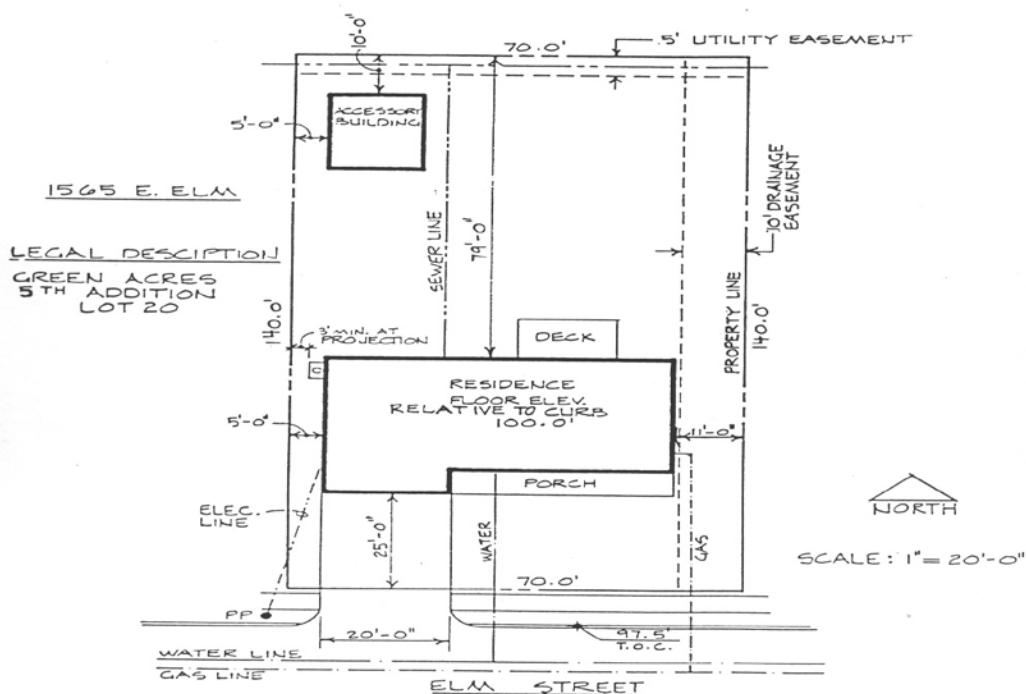 70.0'
.5' UTILITY EASEMENT
10'-0"
ACCESSORY
BUILDING
5'-0"
1565 E. ELM
LEGAL DESCIPTION
GREEN ACRES
5TH ADDITION
LOT 20
SEWER LINE
79'-0"
10' DRAINAGE
EASEMENT
PROPERTY LINE
140.0'
140.0'
3' MIN. AT
PROJECTION
DECK
RESIDENCE
FLOOR ELEV.
RELATIVE TO CURB
100.0'
5'-0"
11'-0"
PORCH
ELEC.
LINE
25'-0"
WATER
GAS
NORTH
SCALE: 1" = 20'-0"
70.0'
PP
20'-0"
97.5'
T.O.C.
WATER LINE
GAS LINE
ELM STREET